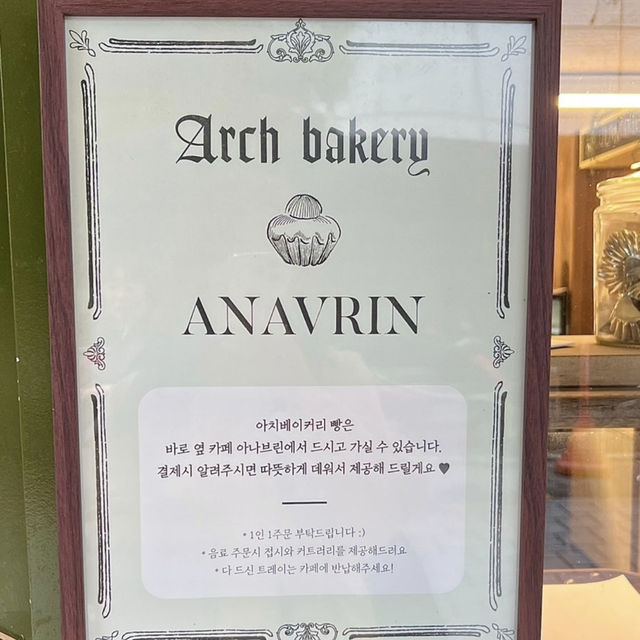 Arch bakery
ANAVRIN
아치베이커리 빵은
바로 옆 카페 아나브린에서 드시고 가실 수 있습니다.
결제시 알려주시면 따뜻하게 데워서 제공해 드릴게요 ♥
* 1인 1주문 부탁드립니다 :)
* 음료 주문시 접시와 커트러리를 제공해드려요
* 다 드신 트레이는 카페에 반납해주세요!